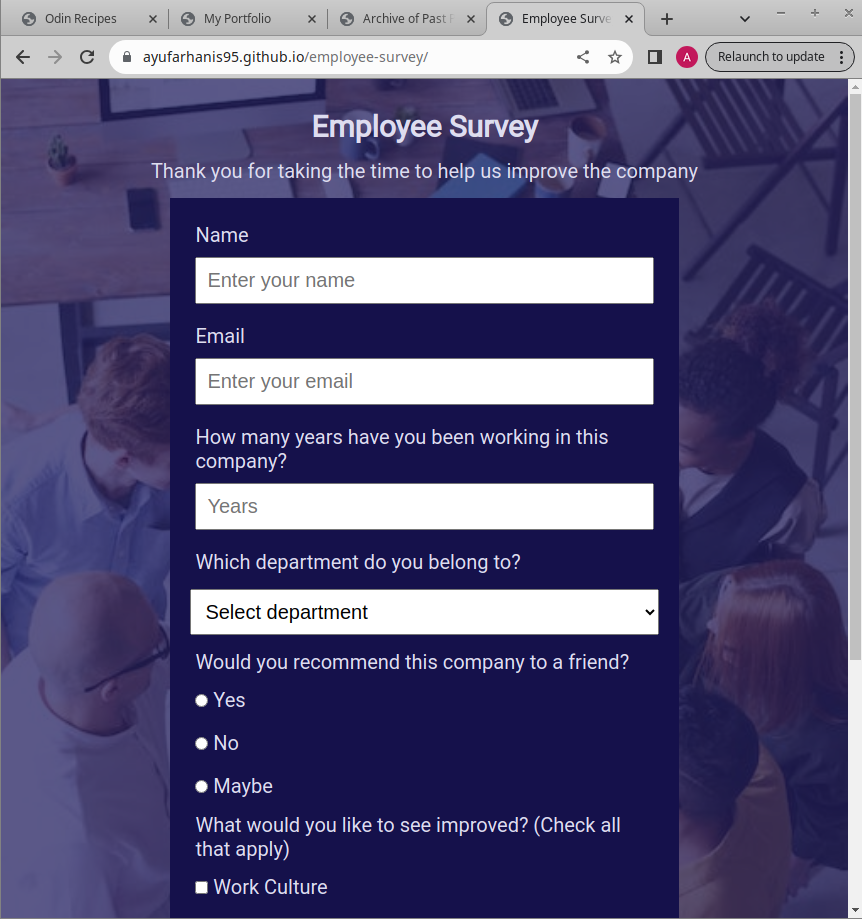 Odin Recipes
My Portfolio
Archive of Past
Employee Surve
ayufarhanis95.github.io/employee-survey/
A
Relaunch to update
Employee Survey
Thank you for taking the time to help us improve the company
Name
Enter your name
Email
Enter your email
How many years have you been working in this
company?
Years
Which department do you belong to?
Select department
Would you recommend this company to a friend?
Yes
No
Maybe
What would you like to see improved? (Check all
that apply)
Work Culture